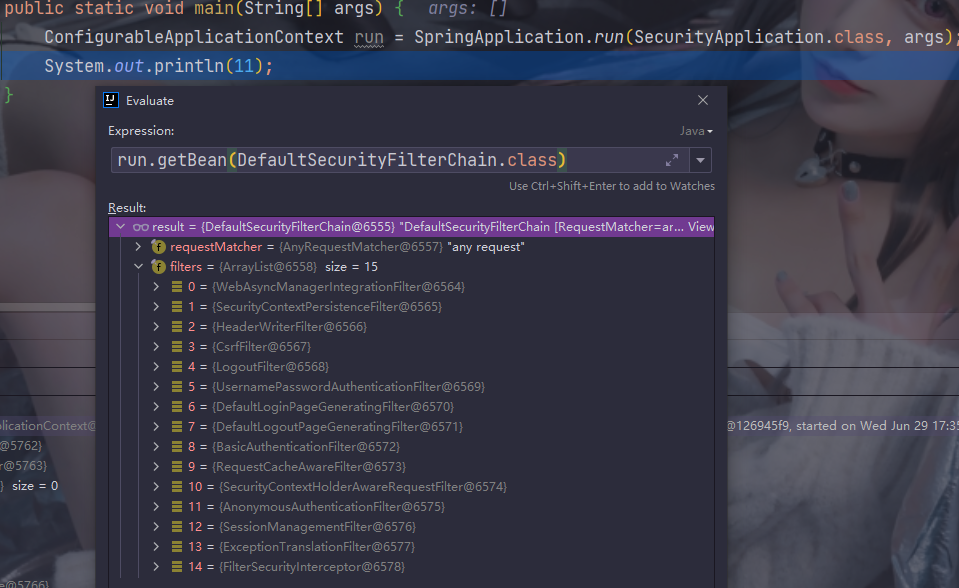 public static void main(String[] args) {   args: []
ConfigurableApplicationContext run = SpringApplication.run(SecurityApplication.class, args);
System.out.println(11);
}
Evaluate
Expression:
Java
run.getBean(DefaultSecurityFilterChain.class)
Use Ctrl+Shift+Enter to add to Watches
Result:
result = {DefaultSecurityFilterChain@6555} "DefaultSecurityFilterChain [RequestMatcher=ar... View
requestMatcher = {AnyRequestMatcher@6557} "any request"
filters = {ArrayList@6558} size = 15
0 = {WebAsyncManagerIntegrationFilter@6564}
1 = {SecurityContextPersistenceFilter@6565}
2 = {HeaderWriterFilter@6566}
3 = {CsrfFilter@6567}
4 = {LogoutFilter@6568}
5 = {UsernamePasswordAuthenticationFilter@6569}
6 = {DefaultLoginPageGeneratingFilter@6570}
7 = {DefaultLogoutPageGeneratingFilter@6571}
8 = {BasicAuthenticationFilter@6572}
9 = {RequestCacheAwareFilter@6573}
10 = {SecurityContextHolderAwareRequestFilter@6574}
11 = {AnonymousAuthenticationFilter@6575}
12 = {SessionManagementFilter@6576}
13 = {ExceptionTranslationFilter@6577}
14 = {FilterSecurityInterceptor@6578}
plicationContext@
@126945f9, started on Wed Jun 29 17:35
@5762}
r@5763}
} size = 0
e@5766}